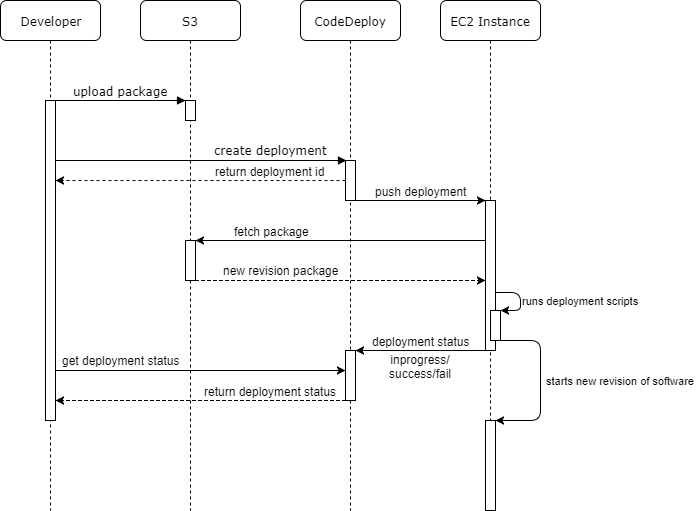 Developer
S3
CodeDeploy
EC2 Instance
upload package
create deployment
return deployment id
push deployment
fetch package
new revision package
runs deployment scripts
deployment status
inprogress/
success/fail
get deployment status
starts new revision of software
return deployment status